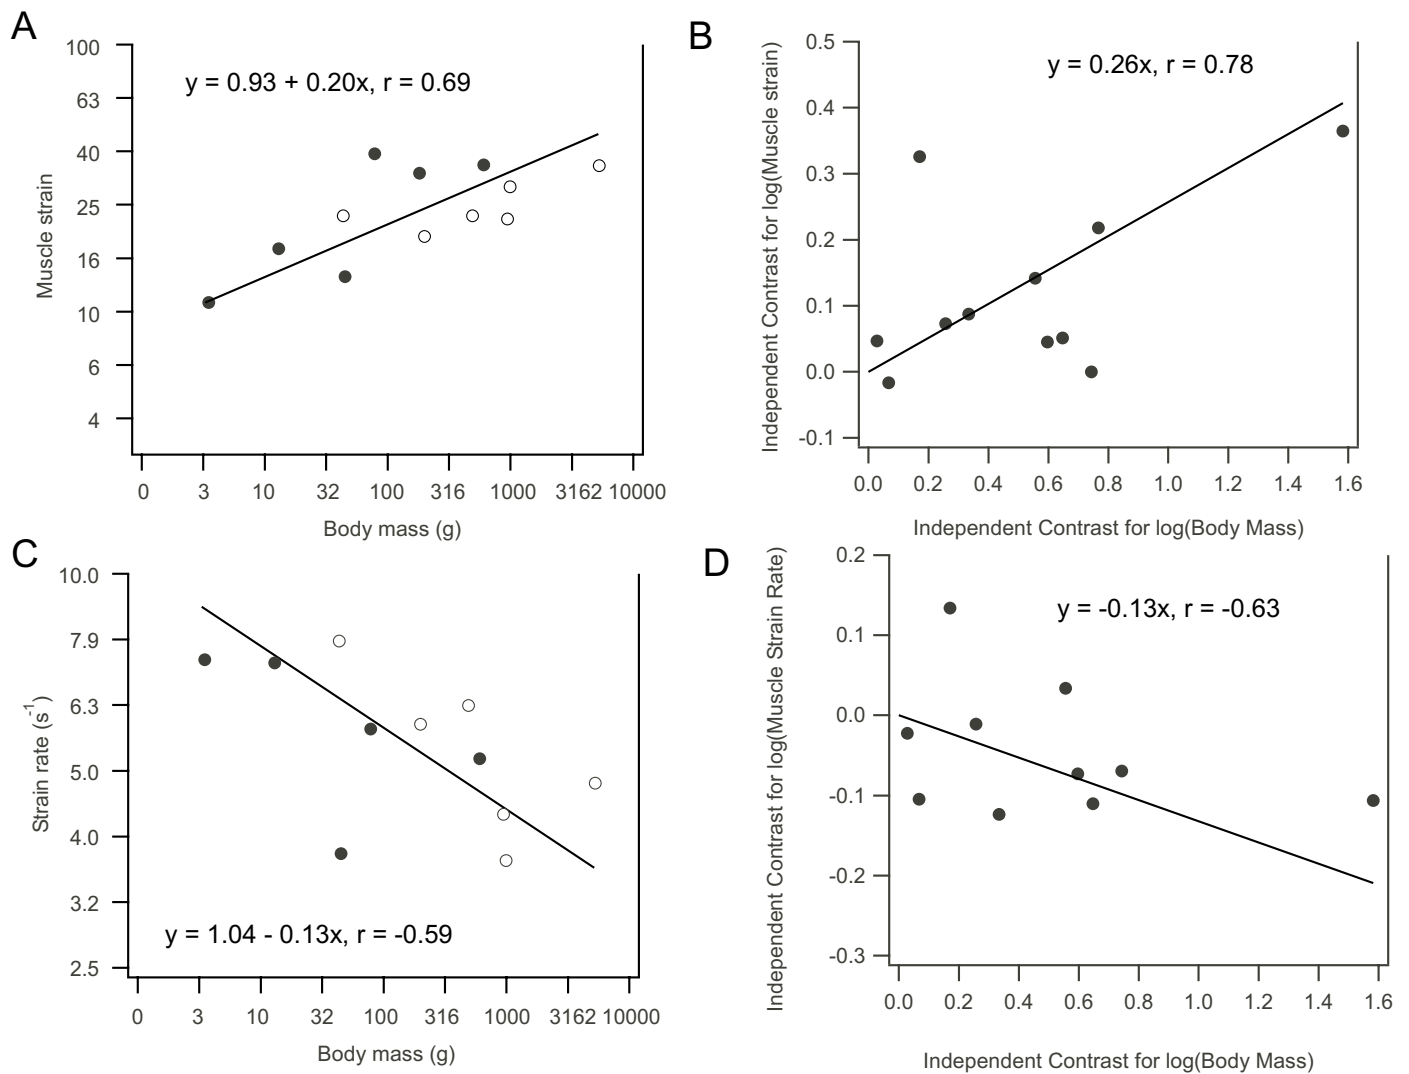 A
100
63
40
25
16
10
6
4
Muscle strain
y = 0.93 + 0.20x, r = 0.69
0 3 10 32 100 316 1000 3162 10000
Body mass (g)
B
0.5
0.4
0.3
0.2
0.1
0.0
-0.1
Independent Contrast for log(Muscle strain)
y = 0.26x, r = 0.78
0.0 0.2 0.4 0.6 0.8 1.0 1.2 1.4 1.6
Independent Contrast for log(Body Mass)
C
10.0
7.9
6.3
5.0
4.0
3.2
2.5
Strain rate (s-1)
y = 1.04 - 0.13x, r = -0.59
0 3 10 32 100 316 1000 3162 10000
Body mass (g)
D
0.2
0.1
0.0
-0.1
-0.2
-0.3
Independent Contrast for log(Muscle Strain Rate)
y = -0.13x, r = -0.63
0.0 0.2 0.4 0.6 0.8 1.0 1.2 1.4 1.6
Independent Contrast for log(Body Mass)